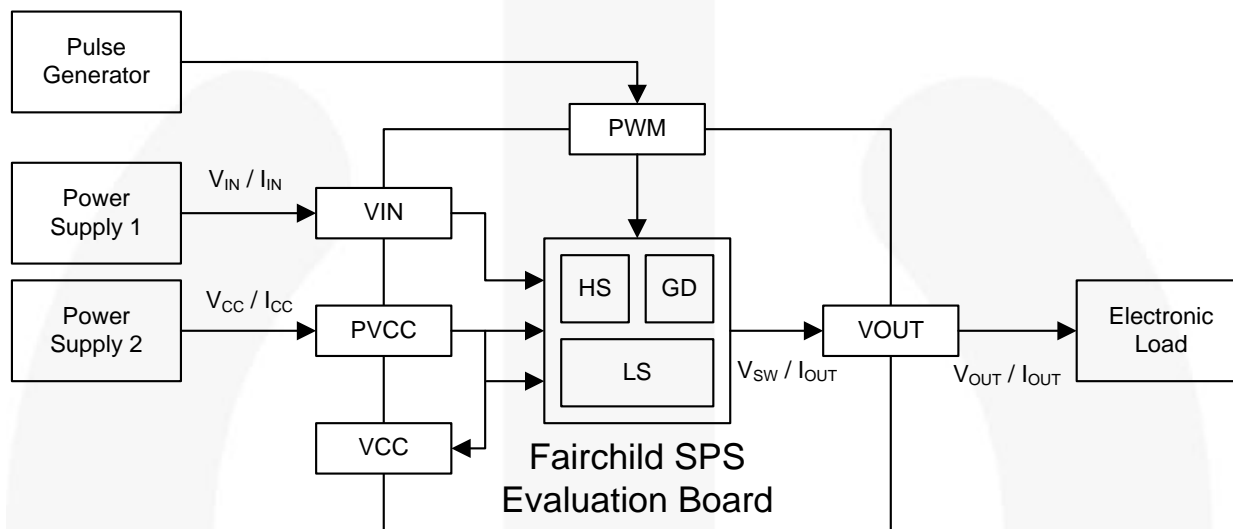 Pulse
Generator
PWM
Power
Supply 1
V_IN / I_IN
VIN
HS
GD
Power
Supply 2
V_CC / I_CC
PVCC
LS
V_SW / I_OUT
VOUT
V_OUT / I_OUT
Electronic
Load
VCC
Fairchild SPS
Evaluation Board